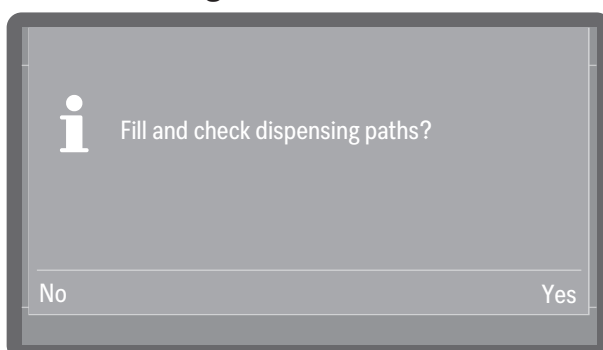 Fill and check dispensing paths?
No
Yes